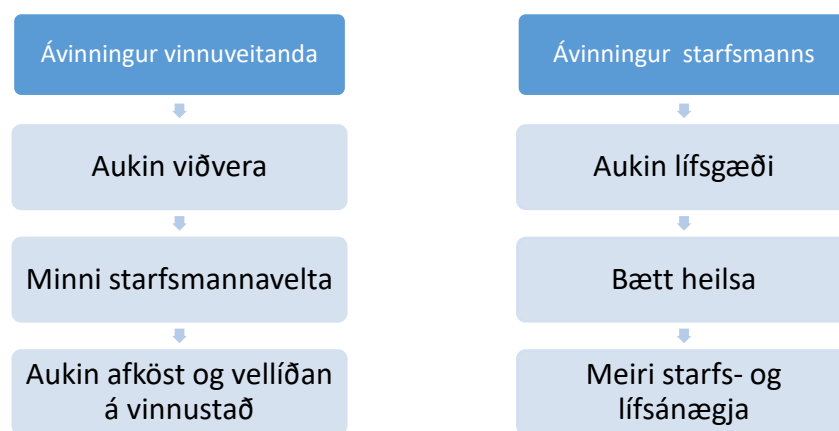 Ávinningur vinnuveitanda
Aukin viðvera
Minni starfsmannavelta
Aukin afköst og vellíðan
á vinnustað
Ávinningur starfsmanns
Aukin lífsgæði
Bætt heilsa
Meiri starfs- og
lífsánægja